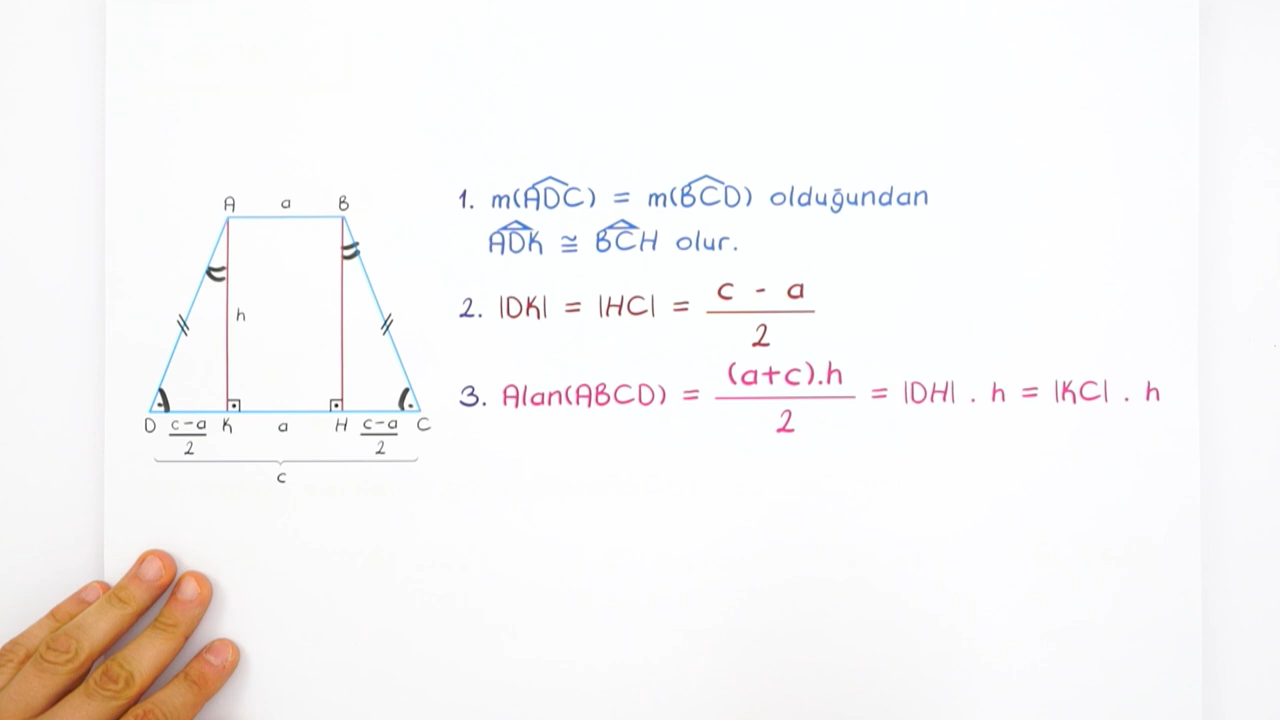 A a B
h
D c-a/2 K a H c-a/2 C
c
1. m(ADC) = m(BCD) olduğundan
ADK ≅ BCH olur.
2. |DK| = |HC| = c - a / 2
3. Alan(ABCD) = (a+c).h / 2 = |DH| . h = |KC| . h